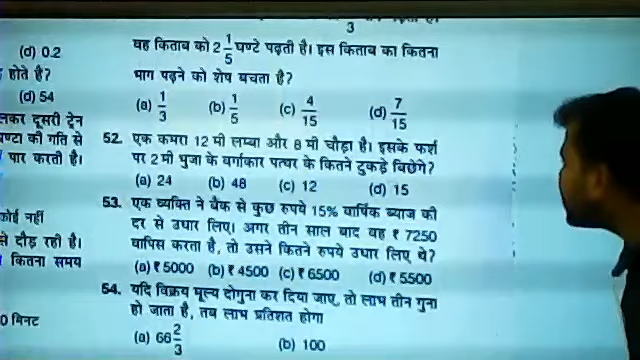 (d) 0.2
होते है?
(d) 54
लकर दूसरी ट्रेन
घण्टा की गति से
पार करती है।
कोई नहीं
से दौड़ रही है।
कितना समय
0 मिनट
3
वह किताब को 2 1/5 घण्टे पढ़ती है। इस किताब का कितना
भाग पढ़ने को शेष बचता है?
(a) 1/3 (b) 1/5 (c) 4/15 (d) 7/15
52. एक कमरा 12 मी लम्बा और 8 मी चौड़ा है। इसके फर्श
पर 2 मी भुजा के वर्गाकार पत्थर के कितने टुकड़े बिछेंगे?
(a) 24 (b) 48 (c) 12 (d) 15
53. एक व्यक्ति ने बैंक से कुछ रुपये 15% वार्षिक ब्याज की
दर से उधार लिए। अगर तीन साल बाद वह ₹ 7250
वापिस करता है, तो उसने कितने रुपये उधार लिए थे?
(a) ₹ 5000 (b) ₹ 4500 (c) ₹ 6500 (d) ₹ 5500
54. यदि विक्रय मूल्य दोगुना कर दिया जाए, तो लाभ तीन गुना
हो जाता है, तब लाभ प्रतिशत होगा
(a) 66 2/3 (b) 100